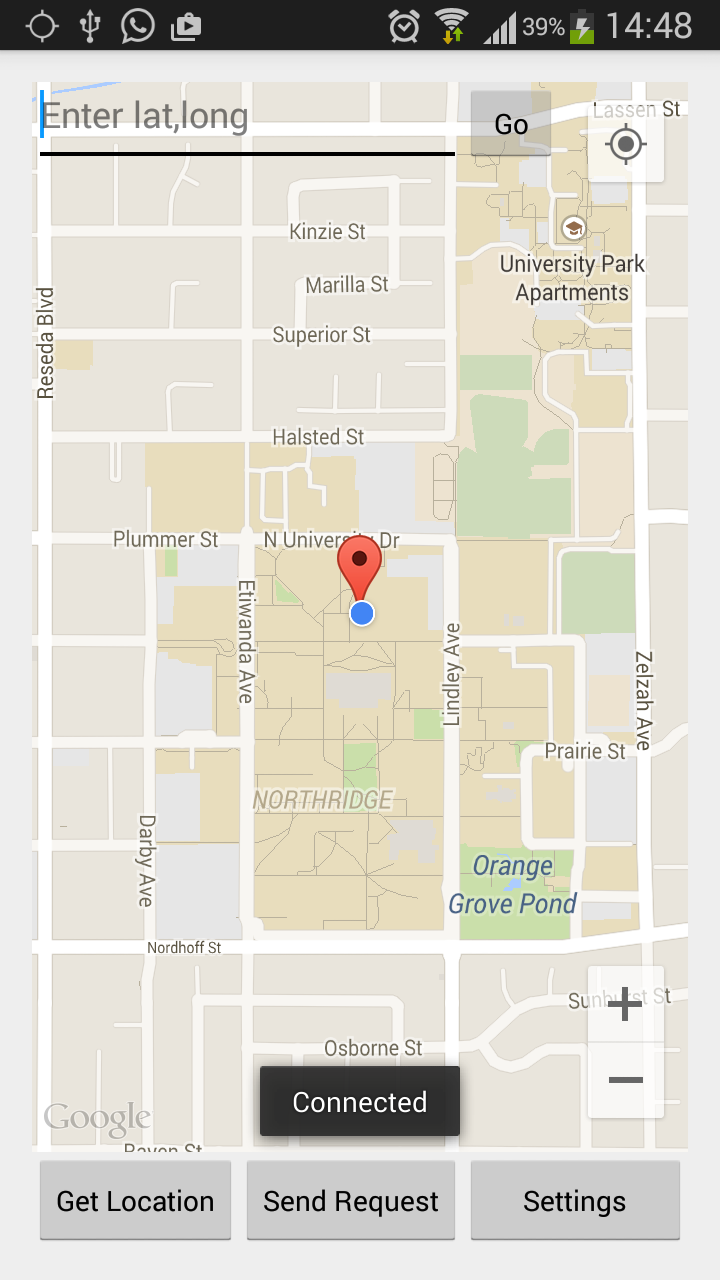 39% 14:48
Enter lat,long
Go
Lassen St
Kinzie St
University Park
Apartments
Marilla St
Reseda Blvd
Superior St
Halsted St
Plummer St
N University Dr
Etiwanda Ave
Lindley Ave
Zelzah Ave
Prairie St
NORTHRIDGE
Darby Ave
Orange
Grove Pond
Nordhoff St
Sunburst St
Osborne St
Connected
Google
Raven St
Get Location
Send Request
Settings